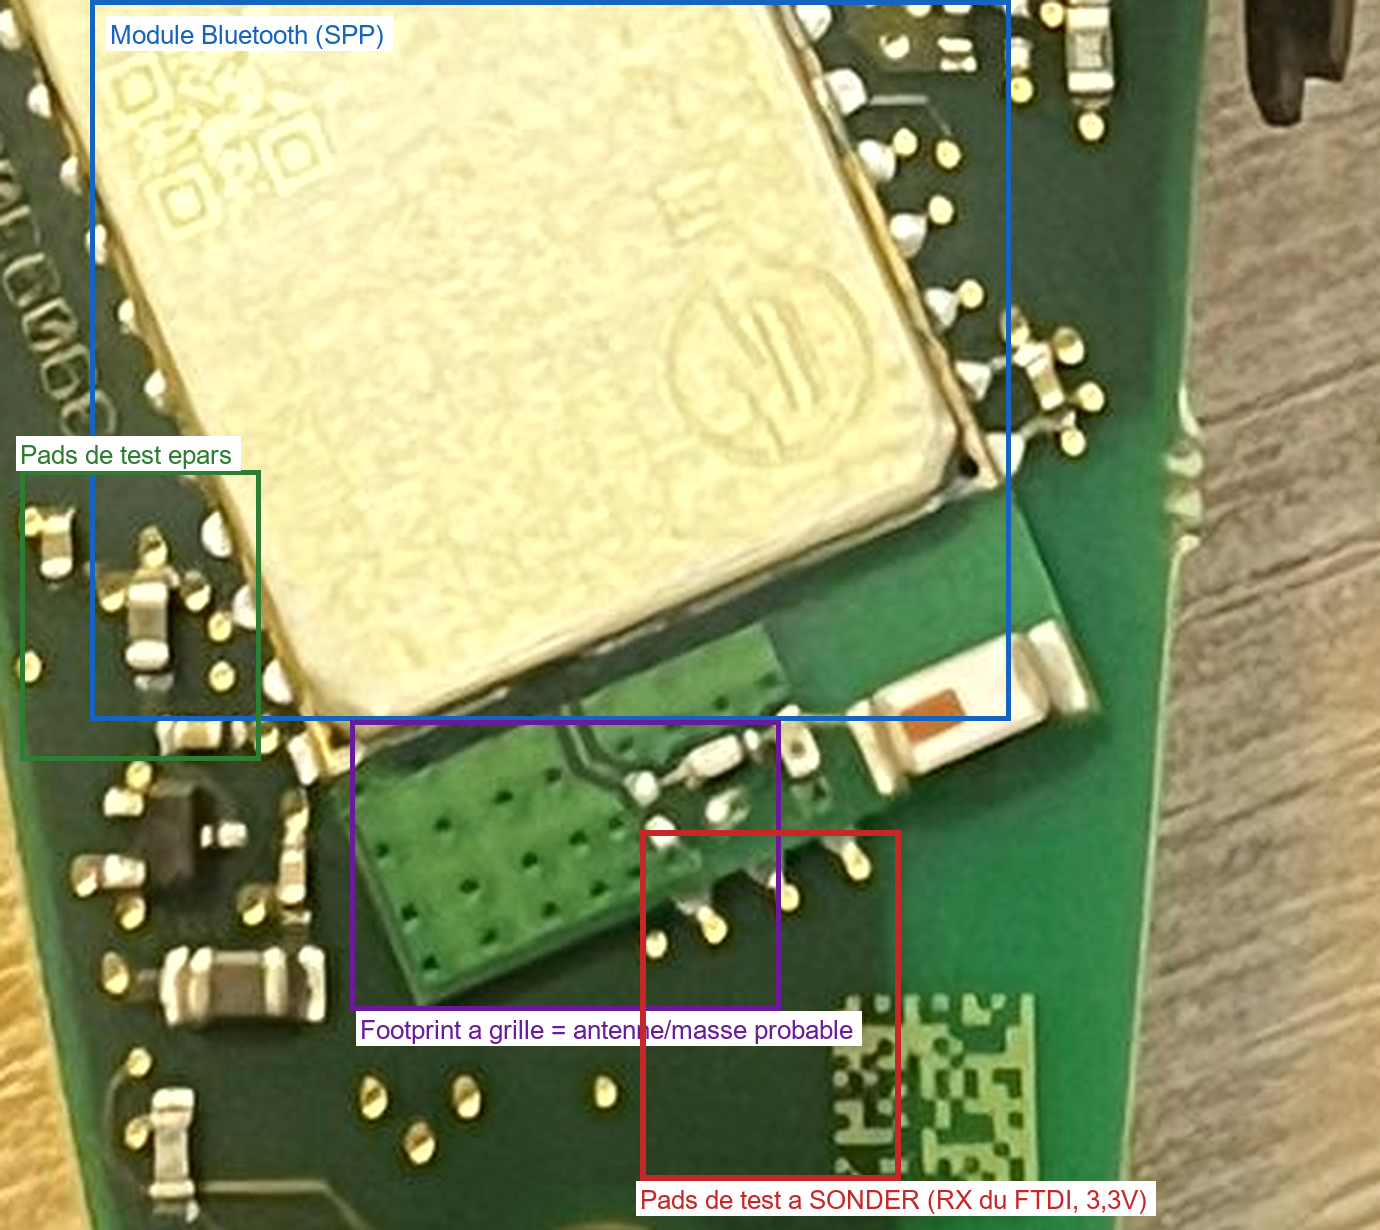 Module Bluetooth (SPP)
Pads de test epars
Footprint a grille = antenne/masse probable
Pads de test a SONDER (RX du FTDI, 3,3V)